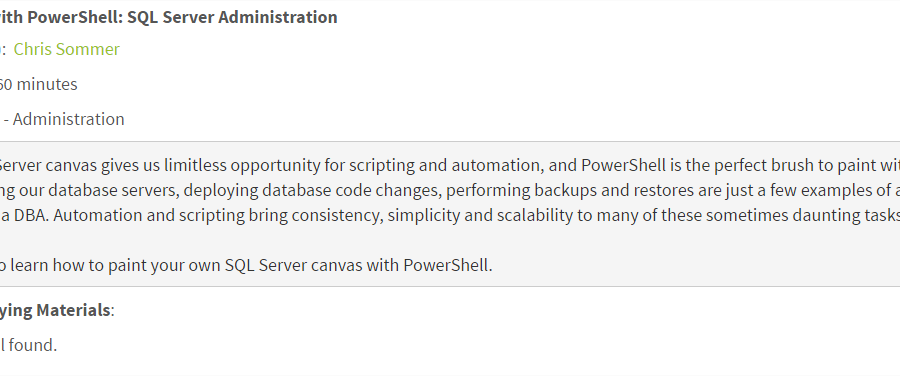 with PowerShell: SQL Server Administration
: Chris Sommer
60 minutes
- Administration
Server canvas gives us limitless opportunity for scripting and automation, and PowerShell is the perfect brush to paint
our database servers, deploying database code changes, performing backups and restores are just a few examples of
a DBA. Automation and scripting bring consistency, simplicity and scalability to many of these sometimes daunting tasks
to learn how to paint your own SQL Server canvas with PowerShell.
ying Materials:
l found.